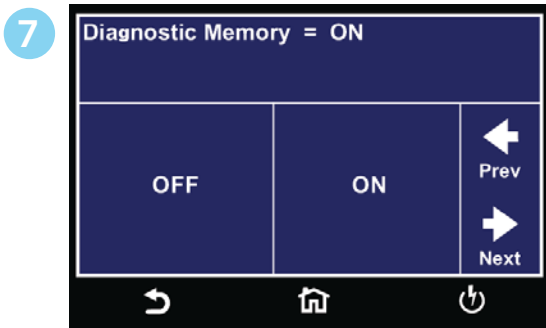 7
Diagnostic Memory = ON
OFF
ON
Prev
Next